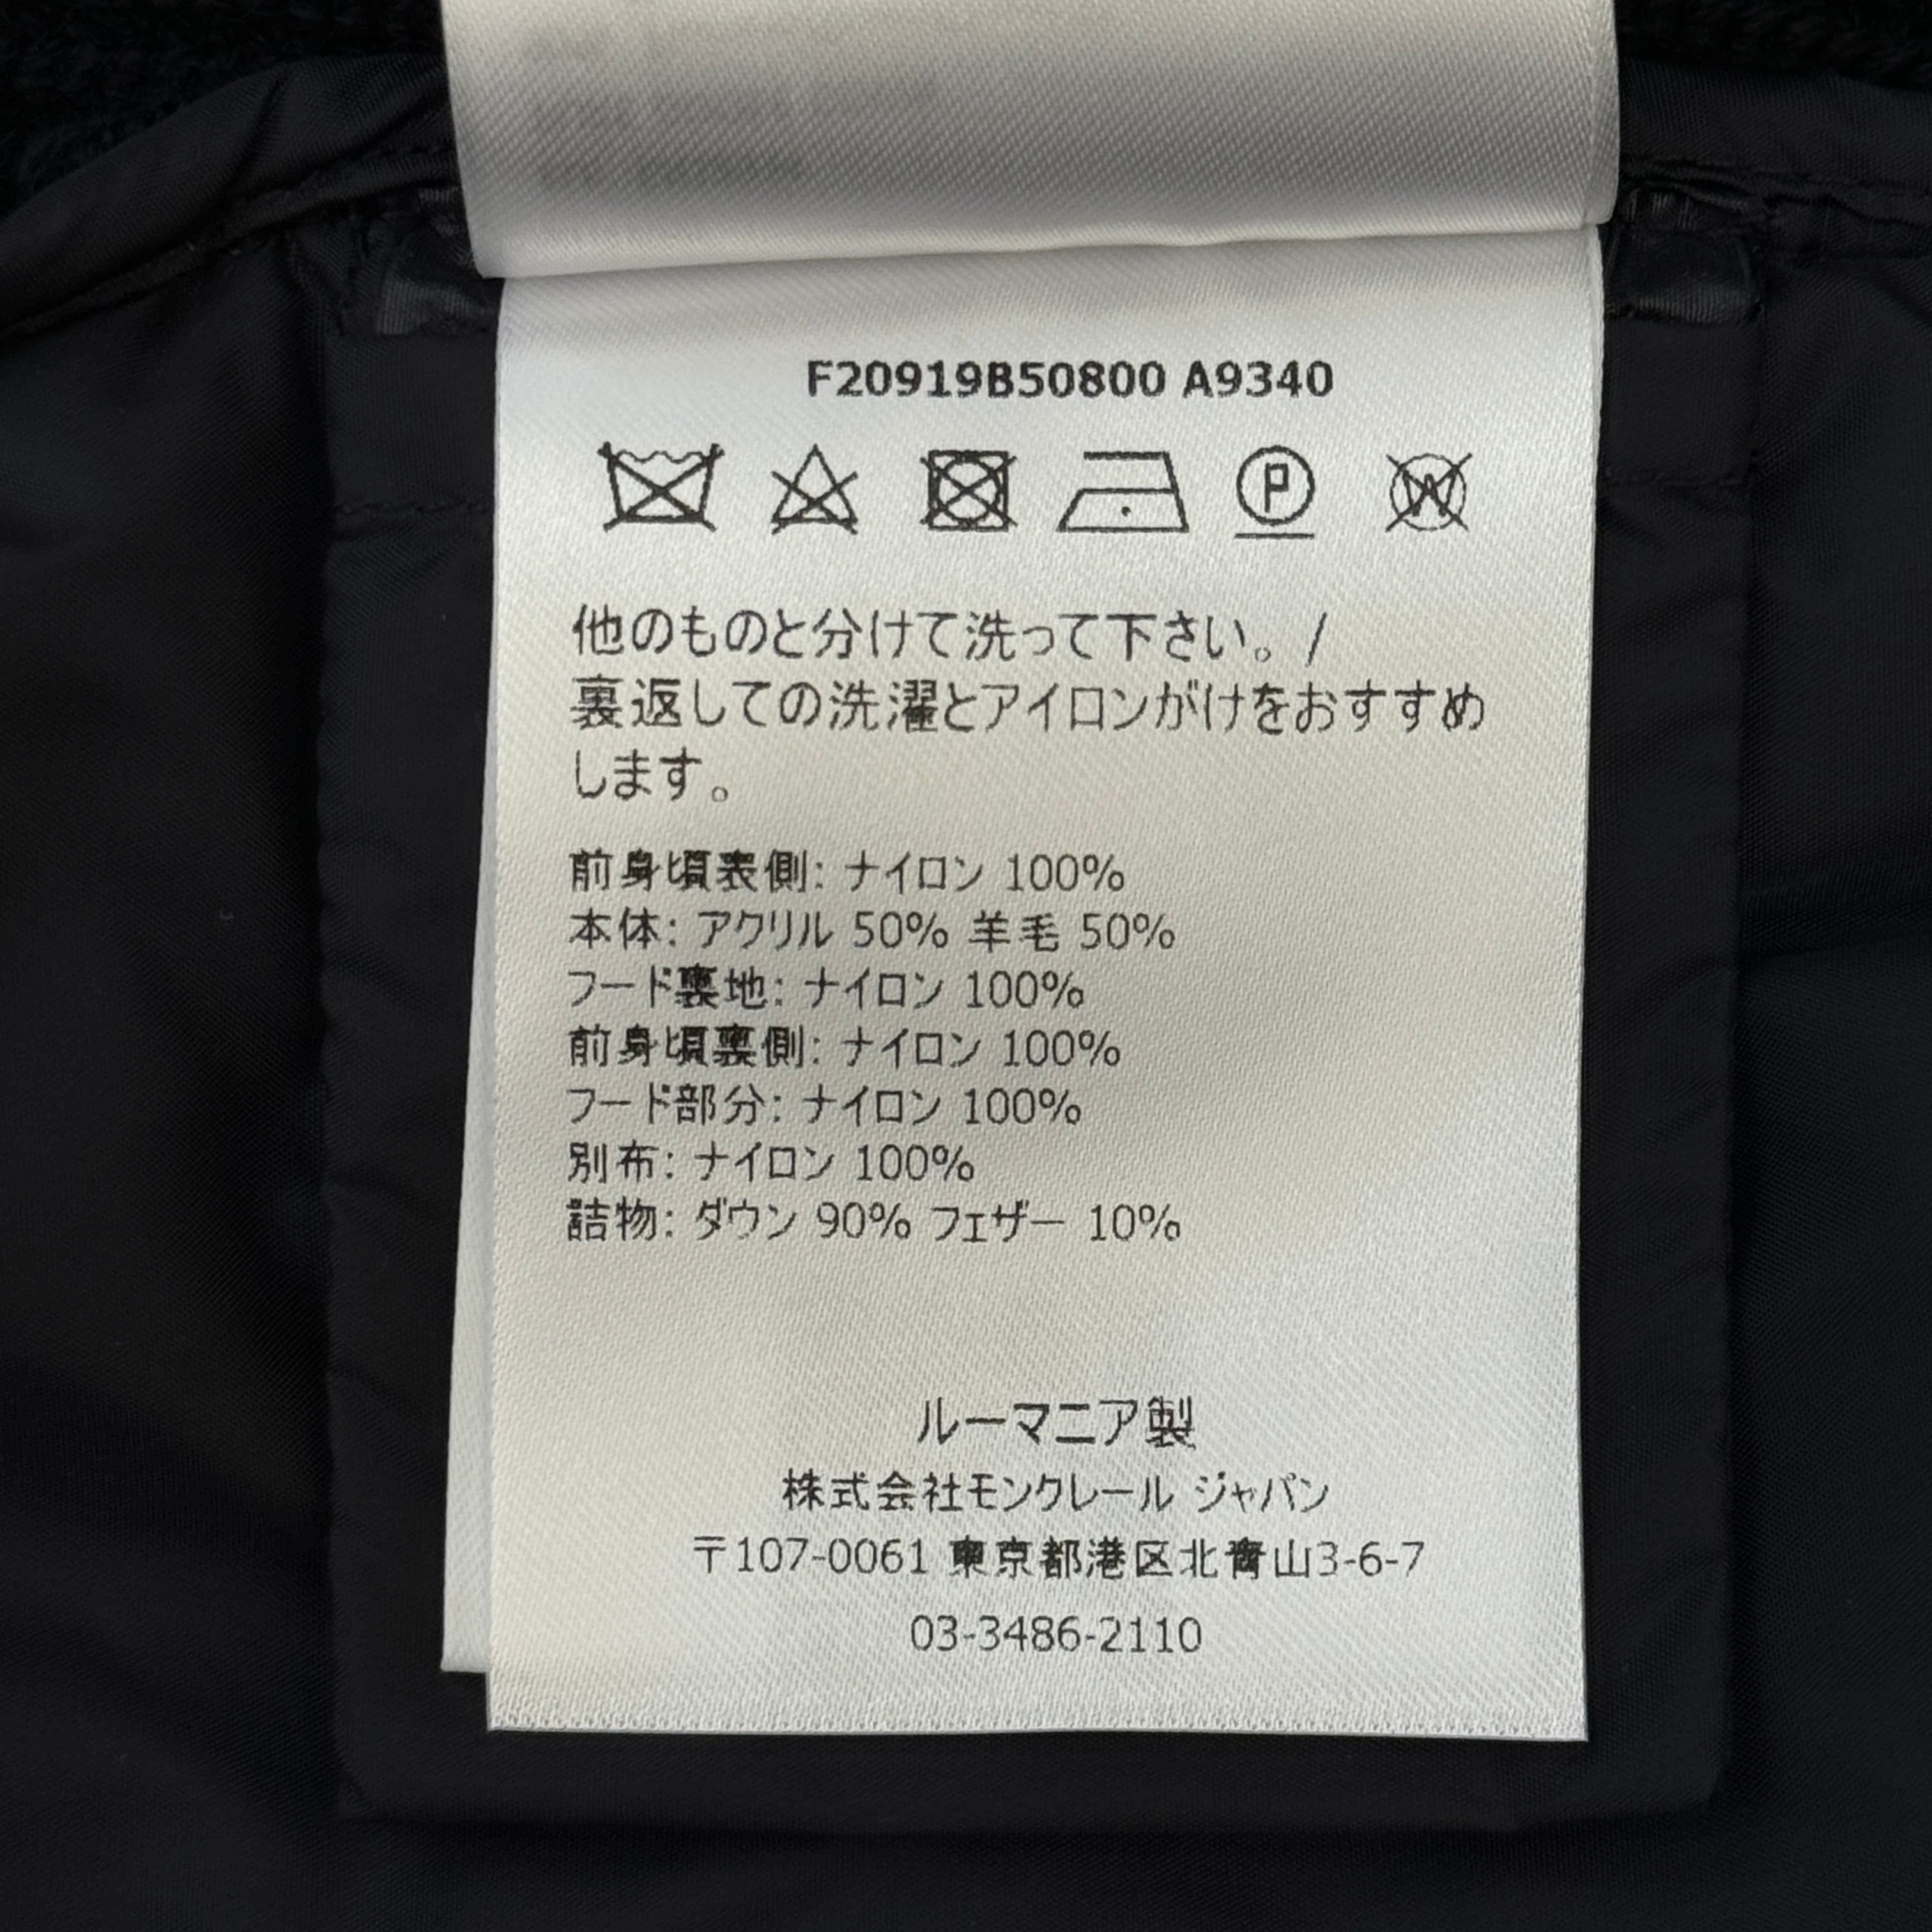 F20919B50800 A9340
他のものと分けて洗って下さい。/
裏返しての洗濯とアイロンがけをおすすめ
します。
前身頃表側: ナイロン 100%
本体: アクリル 50% 羊毛 50%
フード裏地: ナイロン 100%
前身頃裏側: ナイロン 100%
フード部分: ナイロン 100%
別布: ナイロン 100%
詰物: ダウン 90% フェザー 10%
ルーマニア製
株式会社モンクレール ジャパン
〒107-0061 東京都港区北青山3-6-7
03-3486-2110